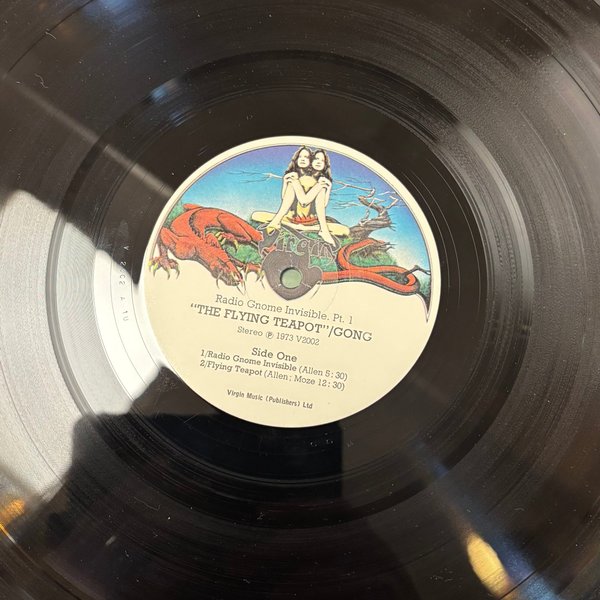 Virgin
Radio Gnome Invisible. Pt. 1
"THE FLYING TEAPOT"/GONG
Stereo Ⓟ 1973 V2002
Side One
1/Radio Gnome Invisible (Allen 5:30)
2/Flying Teapot (Allen; Moze 12:30)
Virgin Music (Publishers) Ltd